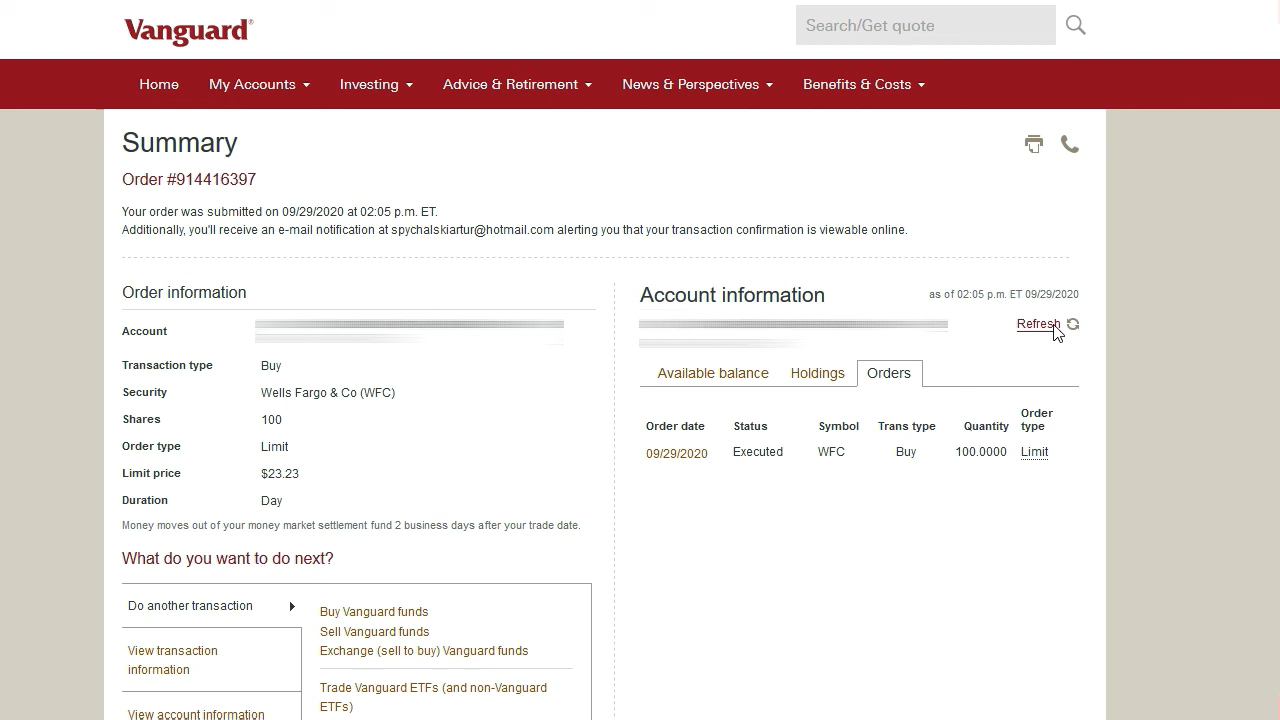 Vanguard®
Search/Get quote
Home
My Accounts
Investing
Advice & Retirement
News & Perspectives
Benefits & Costs
Summary
Order #914416397
Your order was submitted on 09/29/2020 at 02:05 p.m. ET.
Additionally, you'll receive an e-mail notification at spychalskiartur@hotmail.com alerting you that your transaction confirmation is viewable online.
Order information
Account
Transaction type Buy
Security Wells Fargo & Co (WFC)
Shares 100
Order type Limit
Limit price $23.23
Duration Day
Money moves out of your money market settlement fund 2 business days after your trade date.
What do you want to do next?
Do another transaction
View transaction
information
View account information
Buy Vanguard funds
Sell Vanguard funds
Exchange (sell to buy) Vanguard funds
Trade Vanguard ETFs (and non-Vanguard
ETFs)
Account information
as of 02:05 p.m. ET 09/29/2020
Refresh
Available balance Holdings Orders
Order date Status Symbol Trans type Quantity Order
type
09/29/2020 Executed WFC Buy 100.0000 Limit